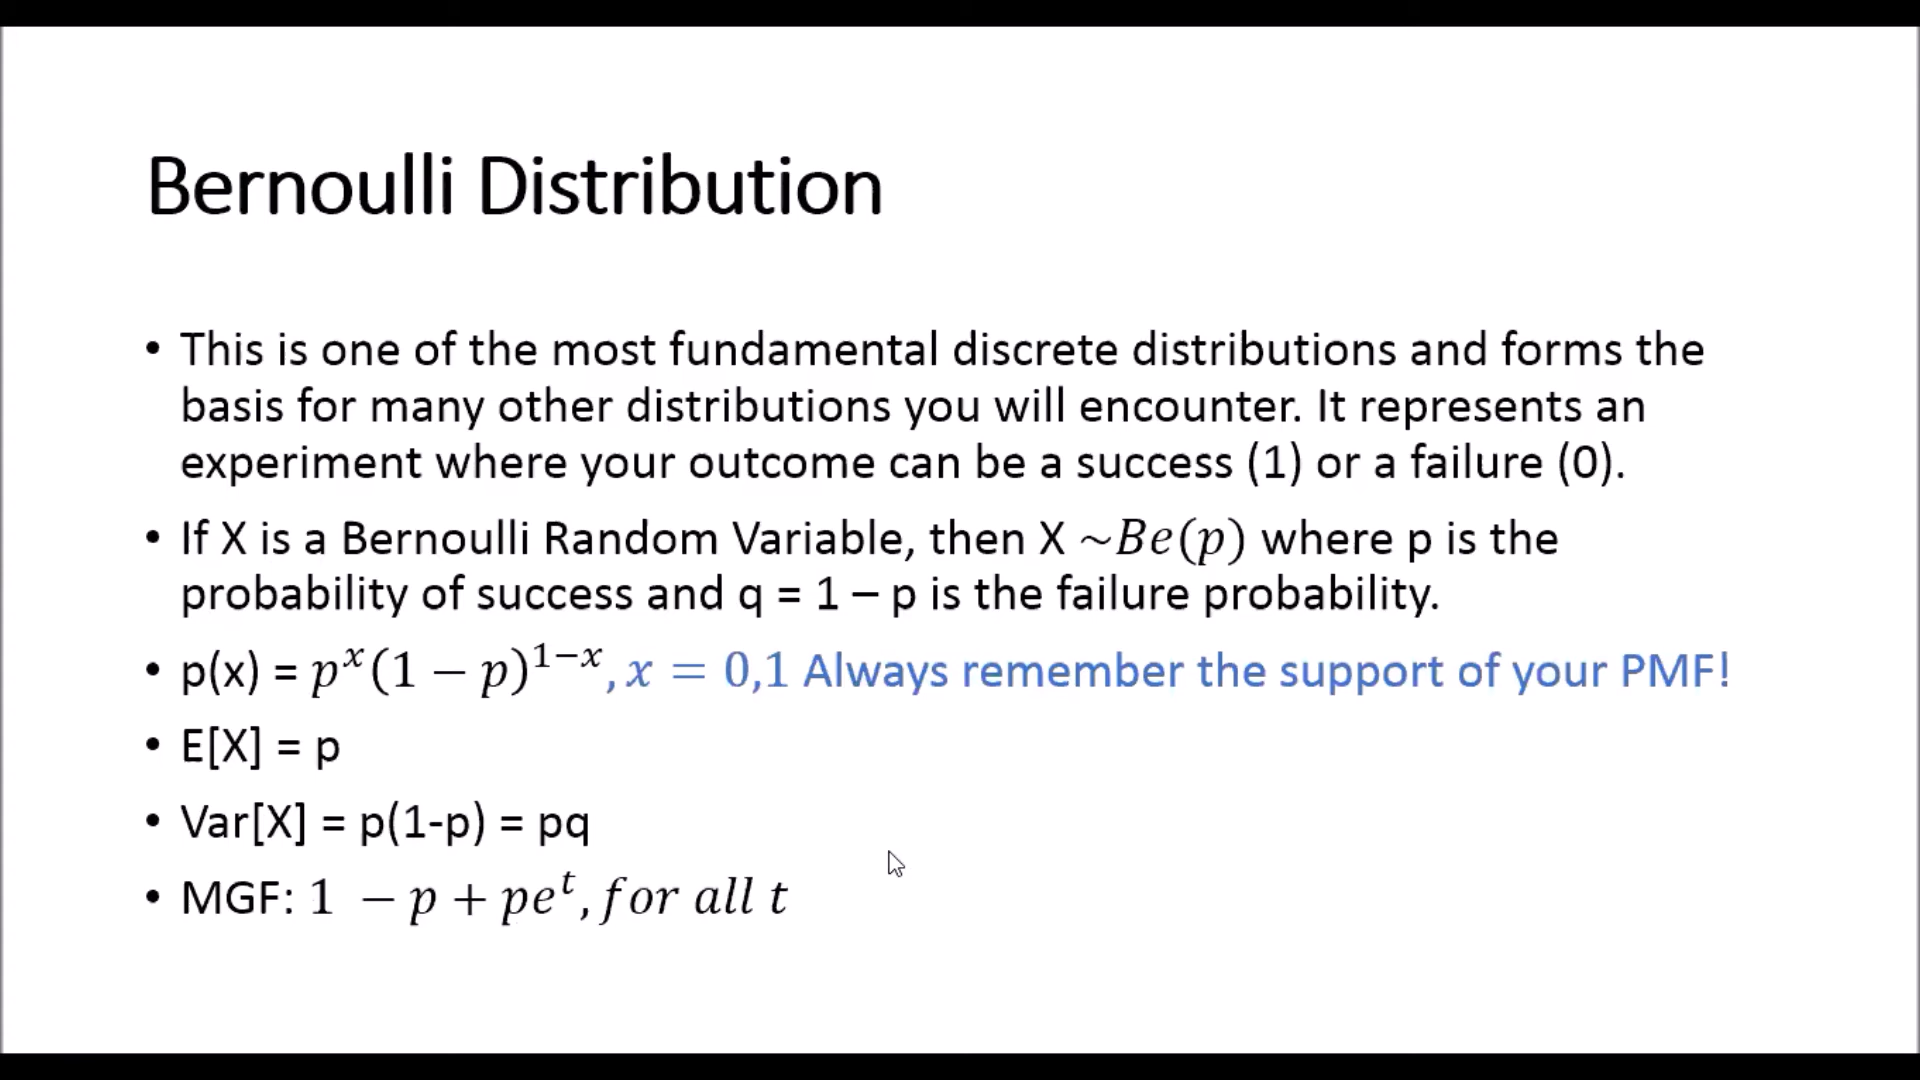 Bernoulli Distribution
• This is one of the most fundamental discrete distributions and forms the
basis for many other distributions you will encounter. It represents an
experiment where your outcome can be a success (1) or a failure (0).
• If X is a Bernoulli Random Variable, then X ~Be(p) where p is the
probability of success and q = 1 – p is the failure probability.
• p(x) = pˣ(1 − p)¹⁻ˣ, x = 0,1 Always remember the support of your PMF!
• E[X] = p
• Var[X] = p(1-p) = pq
• MGF: 1 − p + peᵗ, for all t